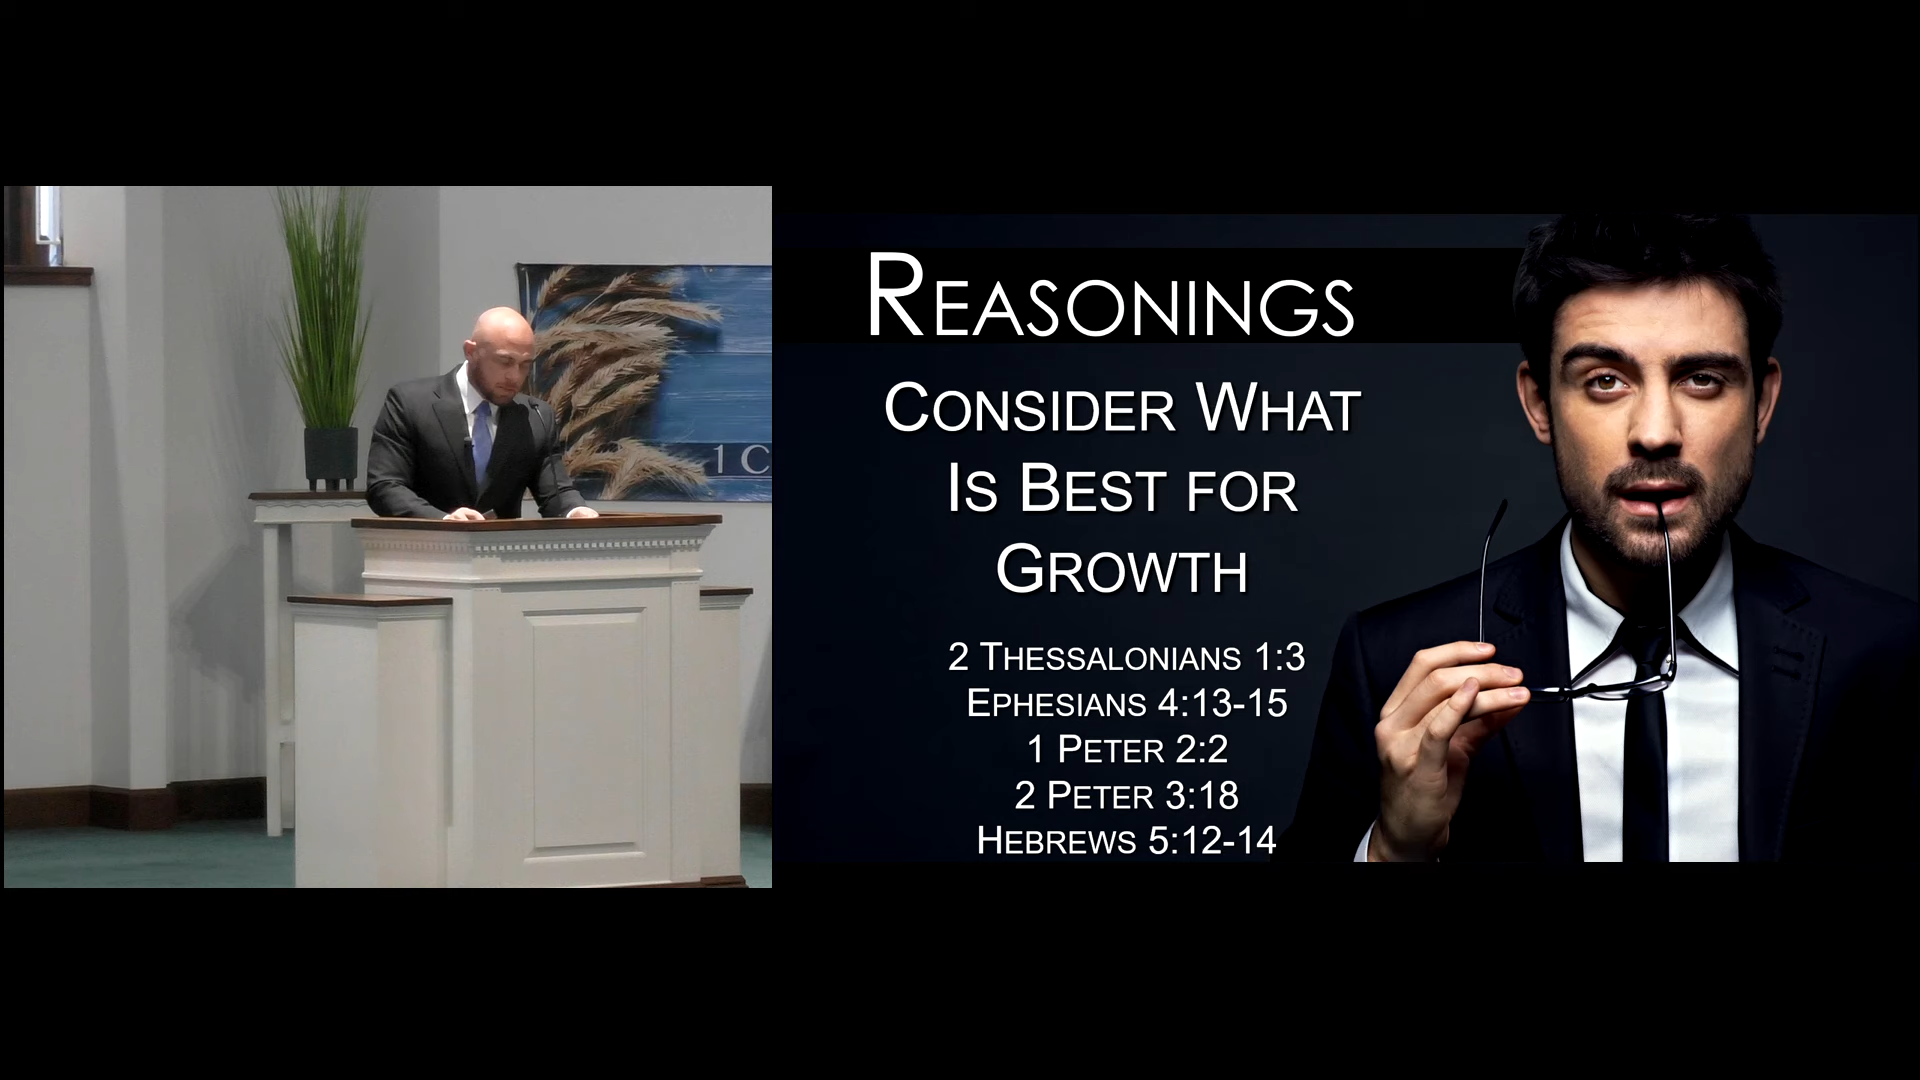 1 C
REASONINGS
CONSIDER WHAT
IS BEST FOR
GROWTH
2 THESSALONIANS 1:3
EPHESIANS 4:13-15
1 PETER 2:2
2 PETER 3:18
HEBREWS 5:12-14